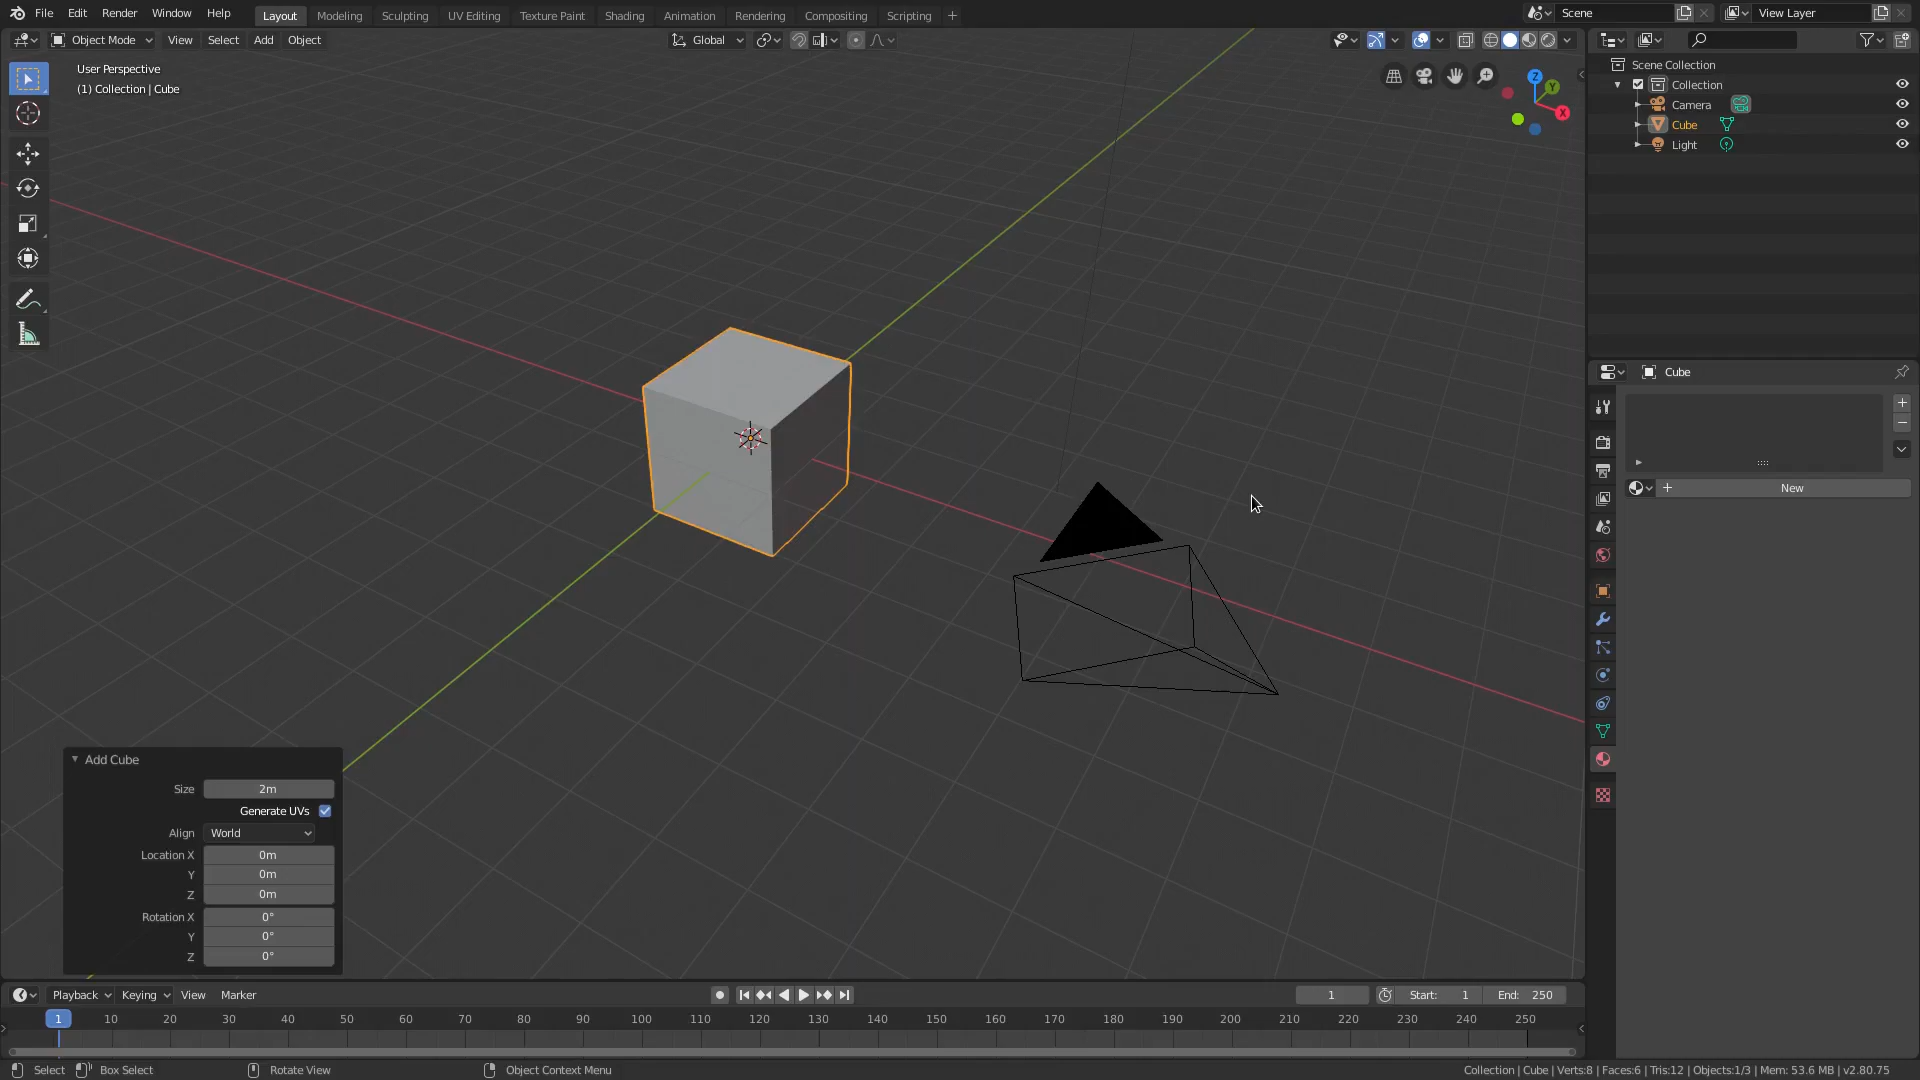 File Edit Render Window Help Layout Modeling Sculpting UV Editing Texture Paint Shading Animation Rendering Compositing Scripting + Scene View Layer
Object Mode View Select Add Object Global
User Perspective
(1) Collection | Cube
Z
Y
X
Scene Collection
Collection
Camera
Cube
Light
Cube
New
Add Cube
Size 2m
Generate UVs
Align World
Location X 0m
Y 0m
Z 0m
Rotation X 0°
Y 0°
Z 0°
Playback Keying View Marker 1 Start: 1 End: 250
1 10 20 30 40 50 60 70 80 90 100 110 120 130 140 150 160 170 180 190 200 210 220 230 240 250
Select Box Select Rotate View Object Context Menu Collection | Cube | Verts:8 | Faces:6 | Tris:12 | Objects:1/3 | Mem: 53.6 MB | v2.80.75